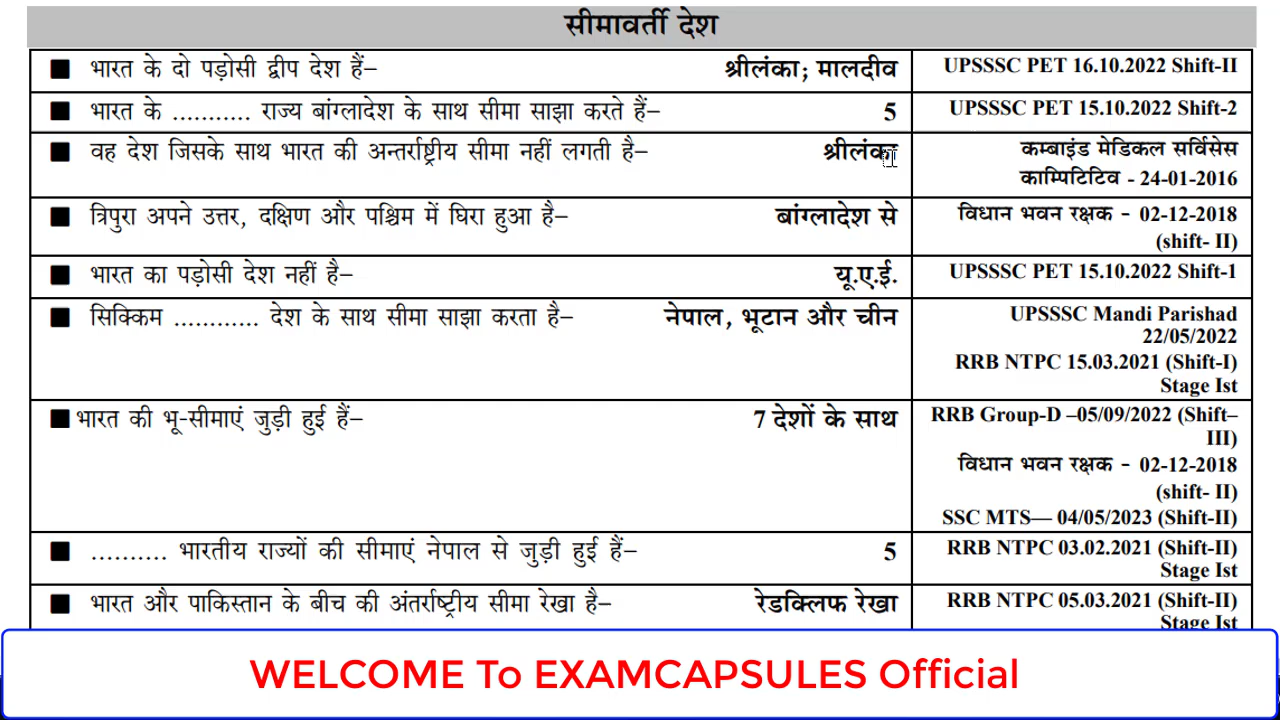 सीमावर्ती देश
■ भारत के दो पड़ोसी द्वीप देश हैं– श्रीलंका; मालदीव UPSSSC PET 16.10.2022 Shift-II
■ भारत के ........... राज्य बांग्लादेश के साथ सीमा साझा करते हैं– 5 UPSSSC PET 15.10.2022 Shift-2
■ वह देश जिसके साथ भारत की अन्तर्राष्ट्रीय सीमा नहीं लगती है– श्रीलंका कम्बाइंड मेडिकल सर्विसेस
काम्पिटिटिव - 24-01-2016
■ त्रिपुरा अपने उत्तर, दक्षिण और पश्चिम में घिरा हुआ है– बांग्लादेश से विधान भवन रक्षक - 02-12-2018
(shift- II)
■ भारत का पड़ोसी देश नहीं है– यू.ए.ई. UPSSSC PET 15.10.2022 Shift-1
■ सिक्किम ............ देश के साथ सीमा साझा करता है– नेपाल, भूटान और चीन UPSSSC Mandi Parishad
22/05/2022
RRB NTPC 15.03.2021 (Shift-I)
Stage Ist
■ भारत की भू-सीमाएं जुड़ी हुई हैं– 7 देशों के साथ RRB Group-D –05/09/2022 (Shift–
III)
विधान भवन रक्षक - 02-12-2018
(shift- II)
SSC MTS— 04/05/2023 (Shift-II)
■ .......... भारतीय राज्यों की सीमाएं नेपाल से जुड़ी हुई हैं– 5 RRB NTPC 03.02.2021 (Shift-II)
Stage Ist
■ भारत और पाकिस्तान के बीच की अंतर्राष्ट्रीय सीमा रेखा है– रेडक्लिफ रेखा RRB NTPC 05.03.2021 (Shift-II)
Stage Ist
WELCOME To EXAMCAPSULES Official